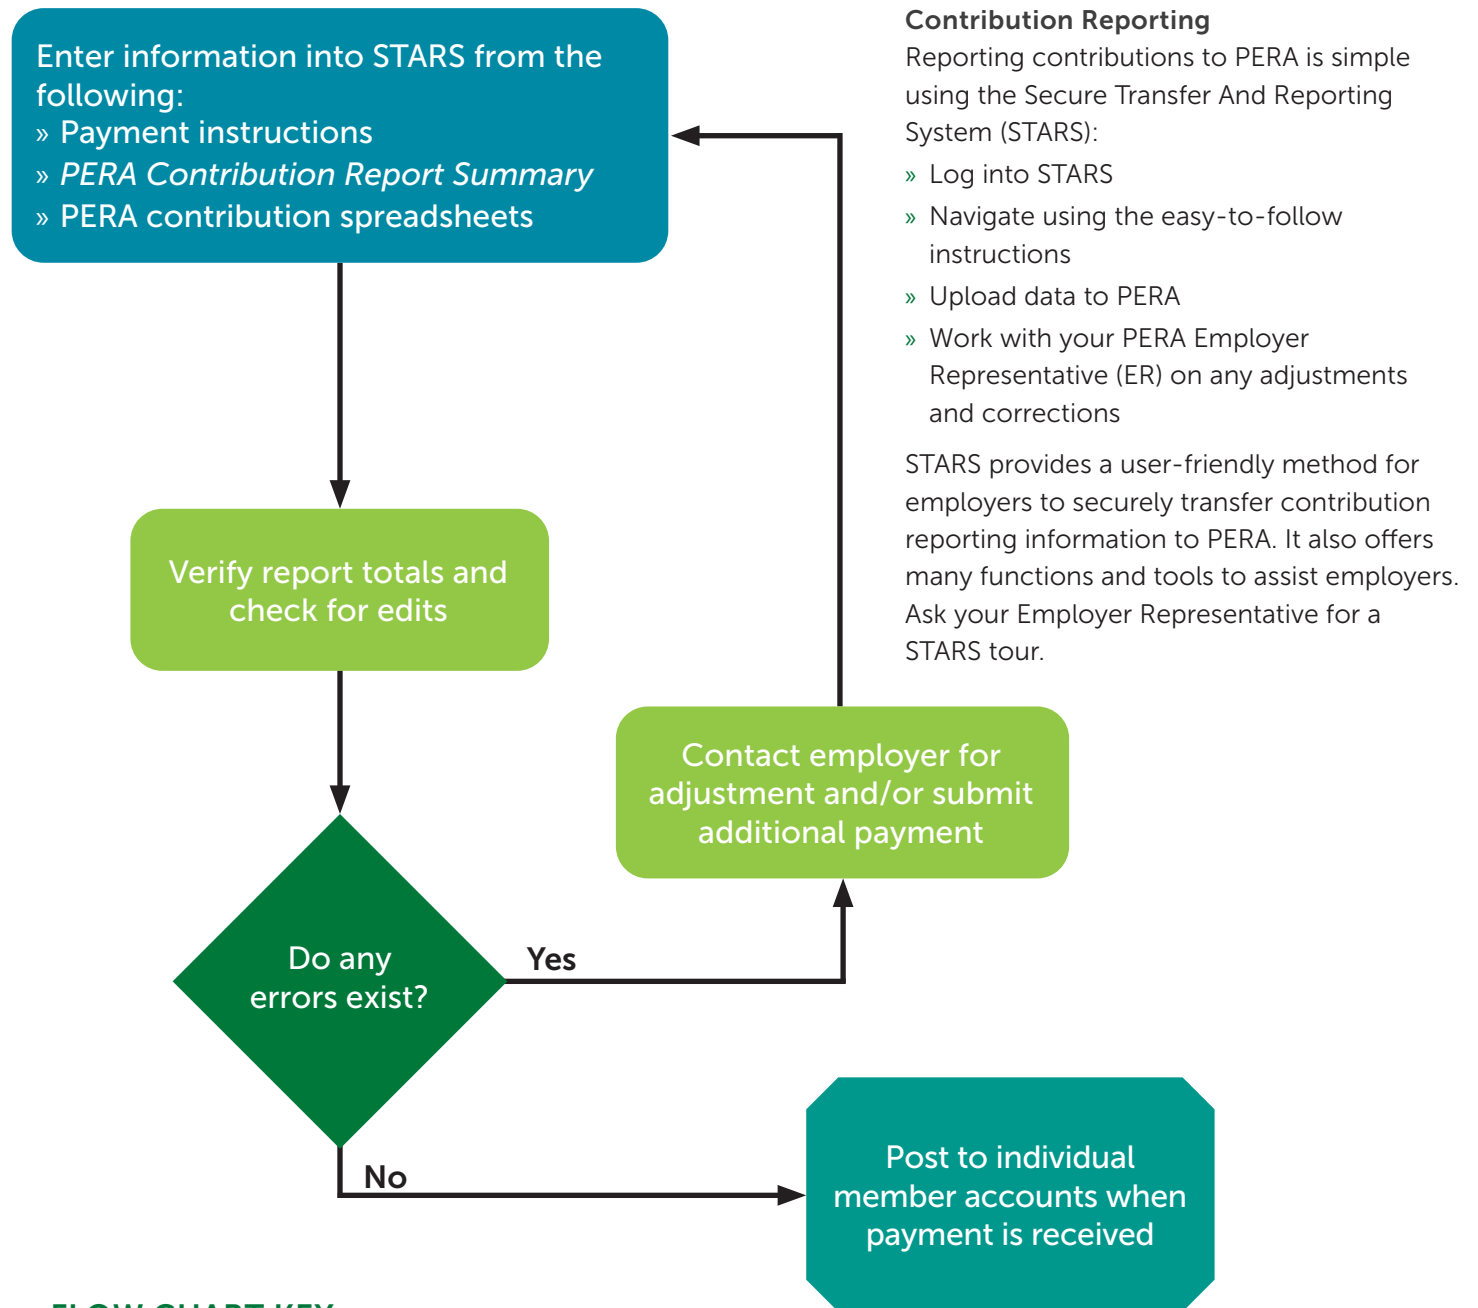 Enter information into STARS from the
following:
» Payment instructions
» PERA Contribution Report Summary
» PERA contribution spreadsheets
Verify report totals and
check for edits
Do any
errors exist?
Yes
No
Contact employer for
adjustment and/or submit
additional payment
Post to individual
member accounts when
payment is received
Contribution Reporting
Reporting contributions to PERA is simple
using the Secure Transfer And Reporting
System (STARS):
» Log into STARS
» Navigate using the easy-to-follow
instructions
» Upload data to PERA
» Work with your PERA Employer
Representative (ER) on any adjustments
and corrections
STARS provides a user-friendly method for
employers to securely transfer contribution
reporting information to PERA. It also offers
many functions and tools to assist employers.
Ask your Employer Representative for a
STARS tour.
FLOW CHART KEY